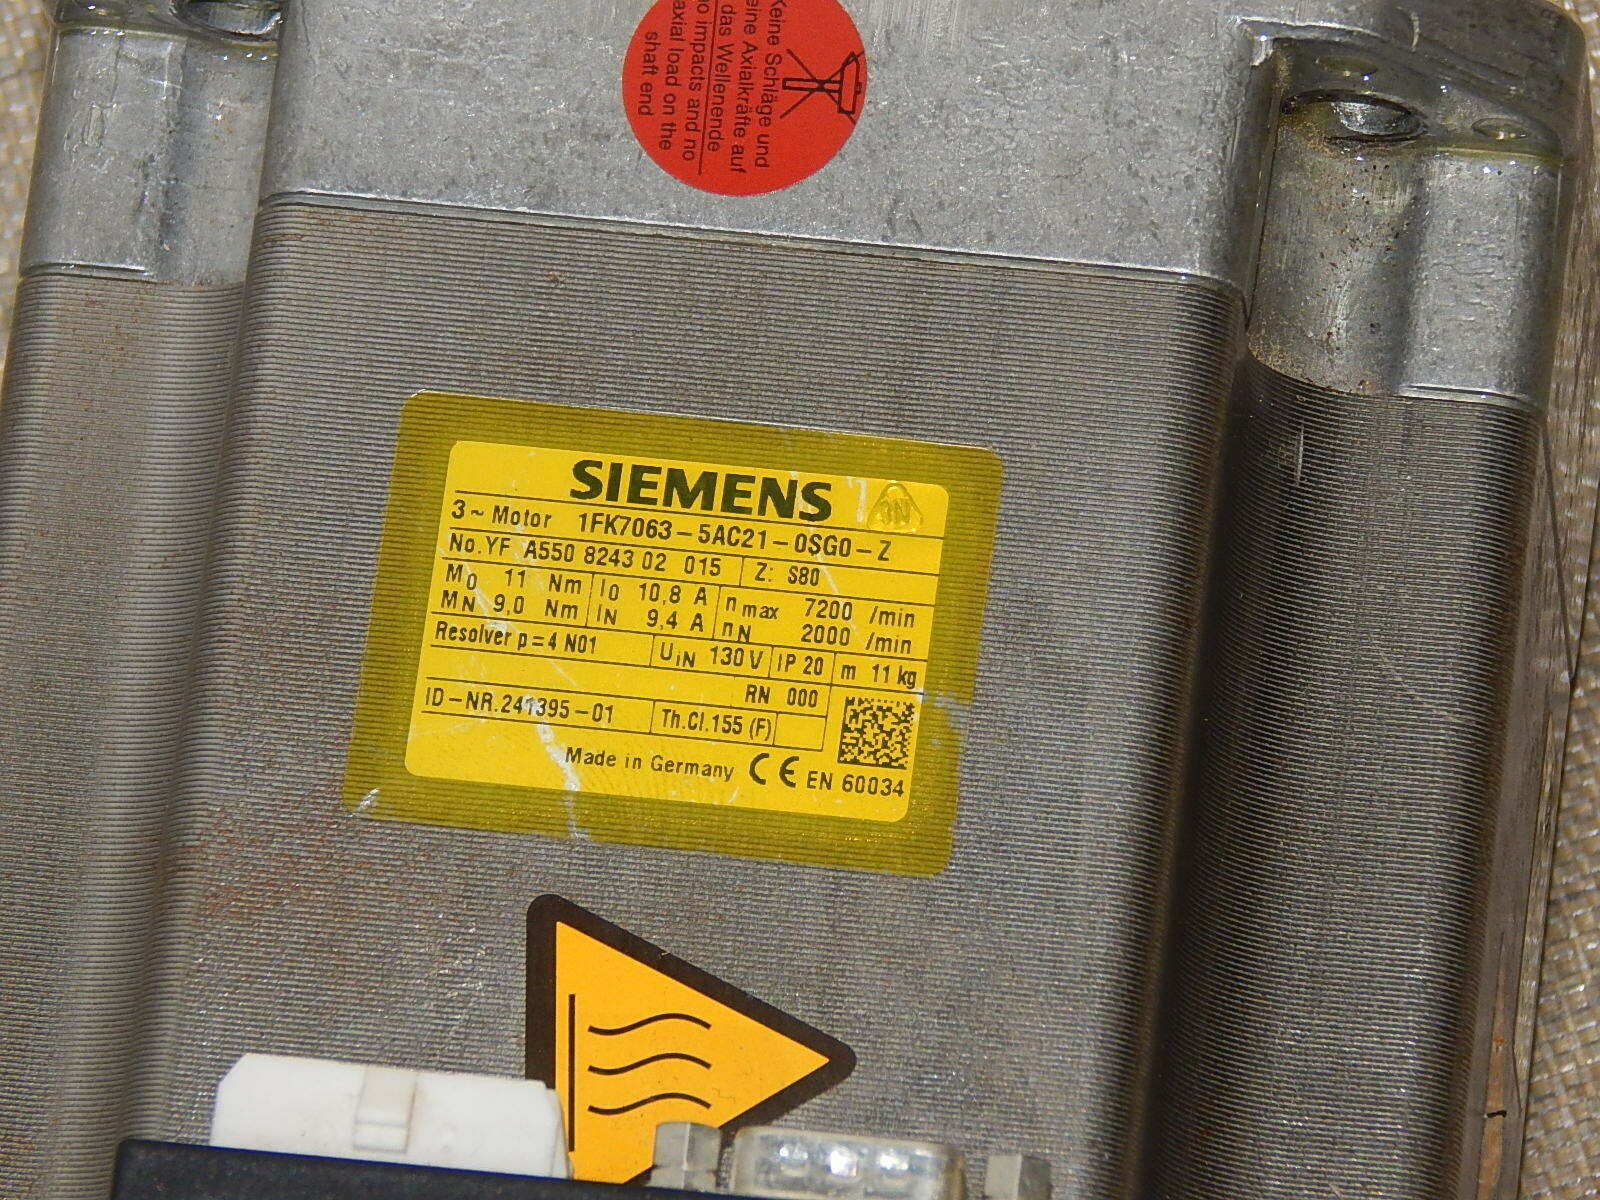 Keine Schläge und
eine Axialkräfte auf
das Wellenende
no impacts and no
axial load on the
shaft end
SIEMENS 3N
3~Motor 1FK7063-5AC21-0SG0-Z
No.YF A550 8243 02 015 Z: S80
M0 11 Nm I0 10,8 A nmax 7200 /min
MN 9,0 Nm IN 9,4 A nN 2000 /min
Resolver p=4 N01 UiN 130V IP 20 m 11 kg
RN 000
ID-NR.241395-01 Th.Cl.155 (F)
Made in Germany CE EN 60034